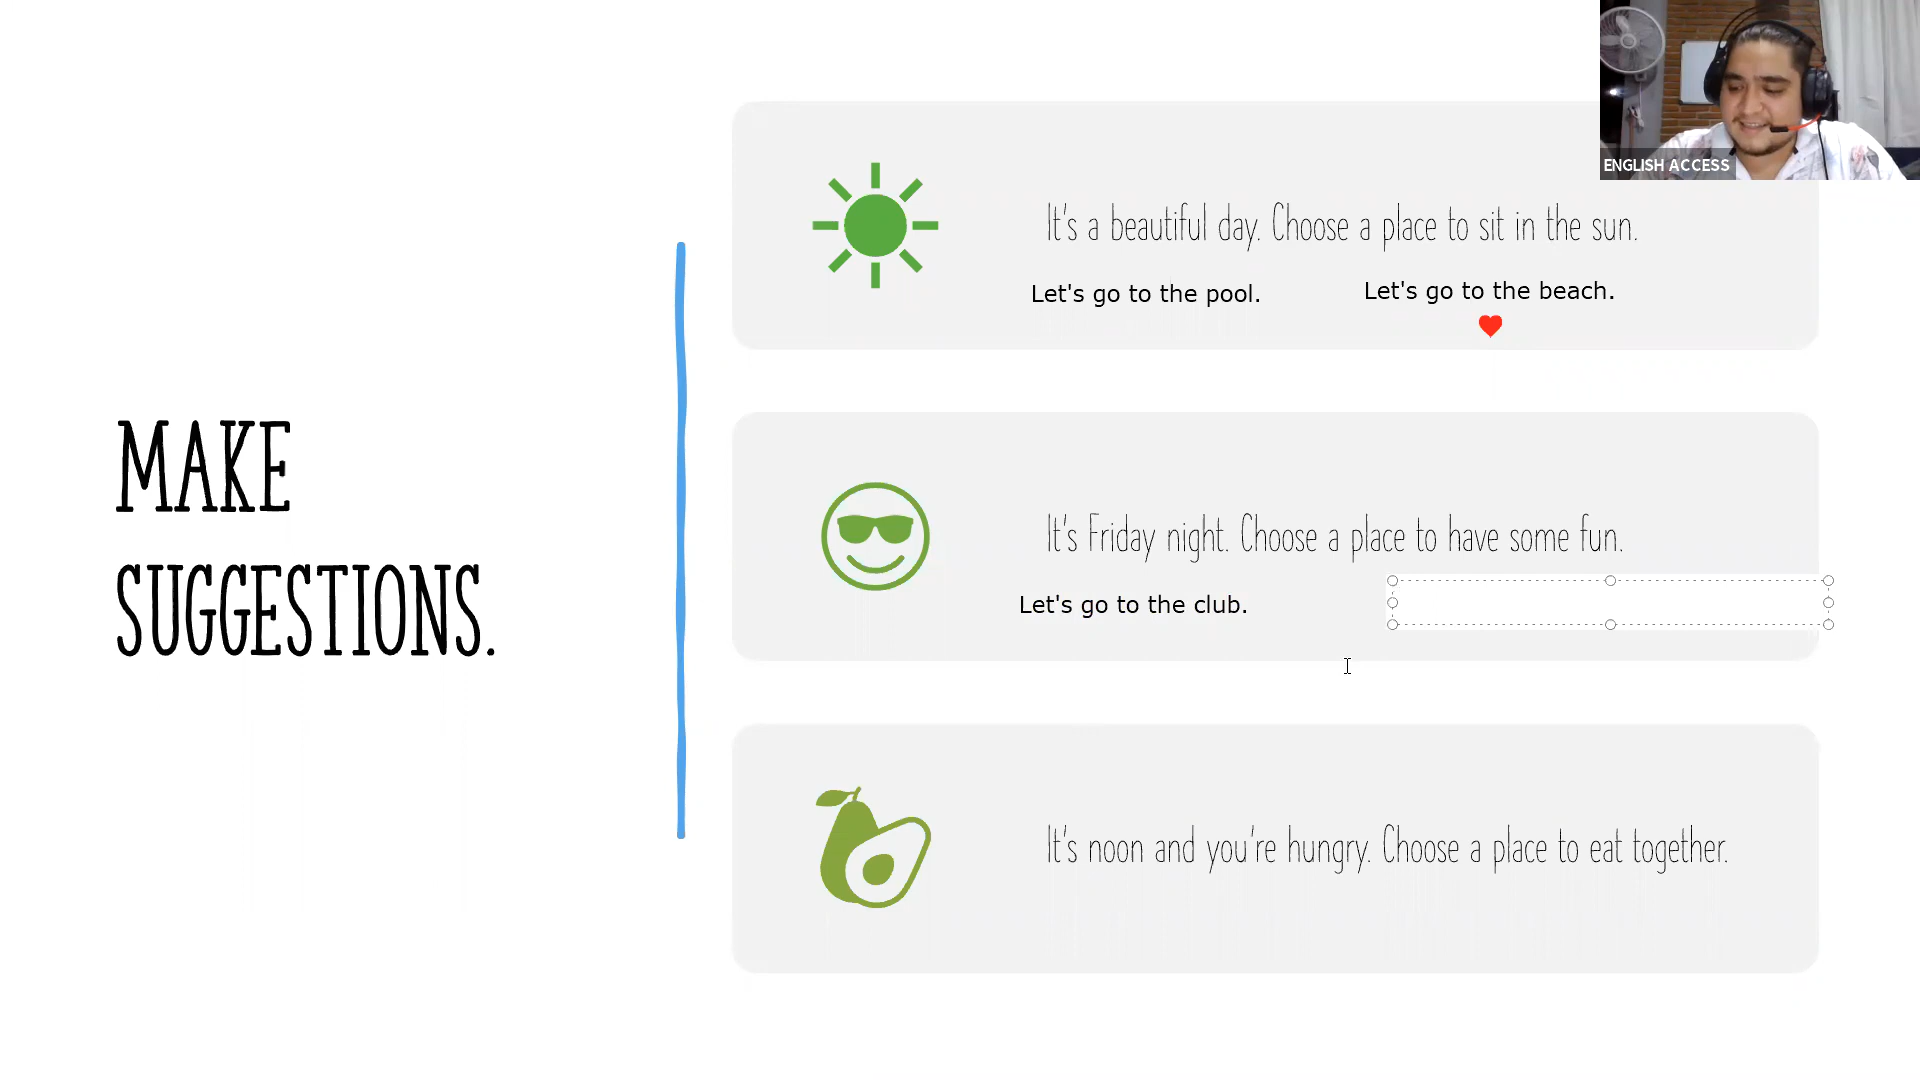 MAKE
SUGGESTIONS.
It's a beautiful day. Choose a place to sit in the sun.
Let's go to the pool.
Let's go to the beach.
It's Friday night. Choose a place to have some fun.
Let's go to the club.
It's noon and you're hungry. Choose a place to eat together.
ENGLISH ACCESS